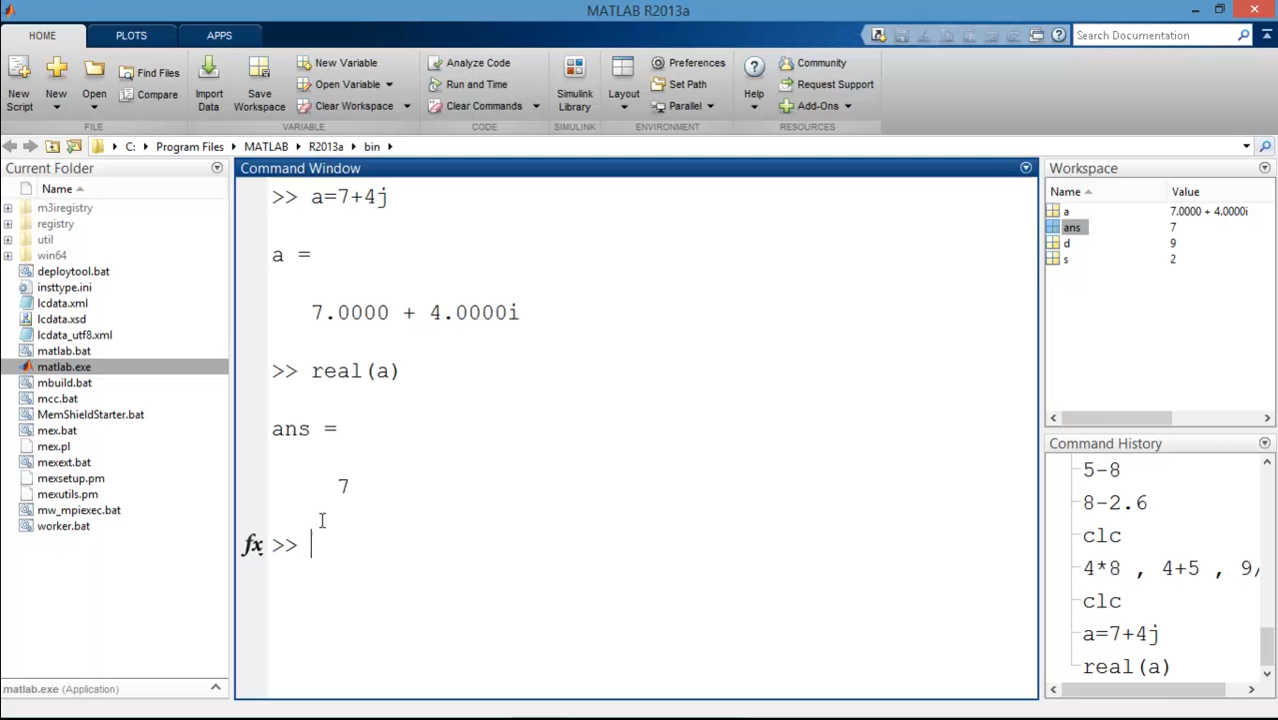 MATLAB R2013a
HOME PLOTS APPS
Search Documentation
New Script
New
Open
Find Files
Compare
FILE
Import Data
Save Workspace
New Variable
Open Variable
Clear Workspace
VARIABLE
Analyze Code
Run and Time
Clear Commands
CODE
Simulink Library
SIMULINK
Layout
Preferences
Set Path
Parallel
ENVIRONMENT
Help
Community
Request Support
Add-Ons
RESOURCES
C: Program Files MATLAB R2013a bin
Current Folder
Name
m3iregistry
registry
util
win64
deploytool.bat
insttype.ini
lcdata.xml
lcdata.xsd
lcdata_utf8.xml
matlab.bat
matlab.exe
mbuild.bat
mcc.bat
MemShieldStarter.bat
mex.bat
mex.pl
mexext.bat
mexsetup.pm
mexutils.pm
mw_mpiexec.bat
worker.bat
matlab.exe (Application)
Command Window
>> a=7+4j
a =
7.0000 + 4.0000i
>> real(a)
ans =
7
fx >>
Workspace
Name Value
a 7.0000 + 4.0000i
ans 7
d 9
s 2
Command History
5-8
8-2.6
clc
4*8 , 4+5 , 9/
clc
a=7+4j
real(a)